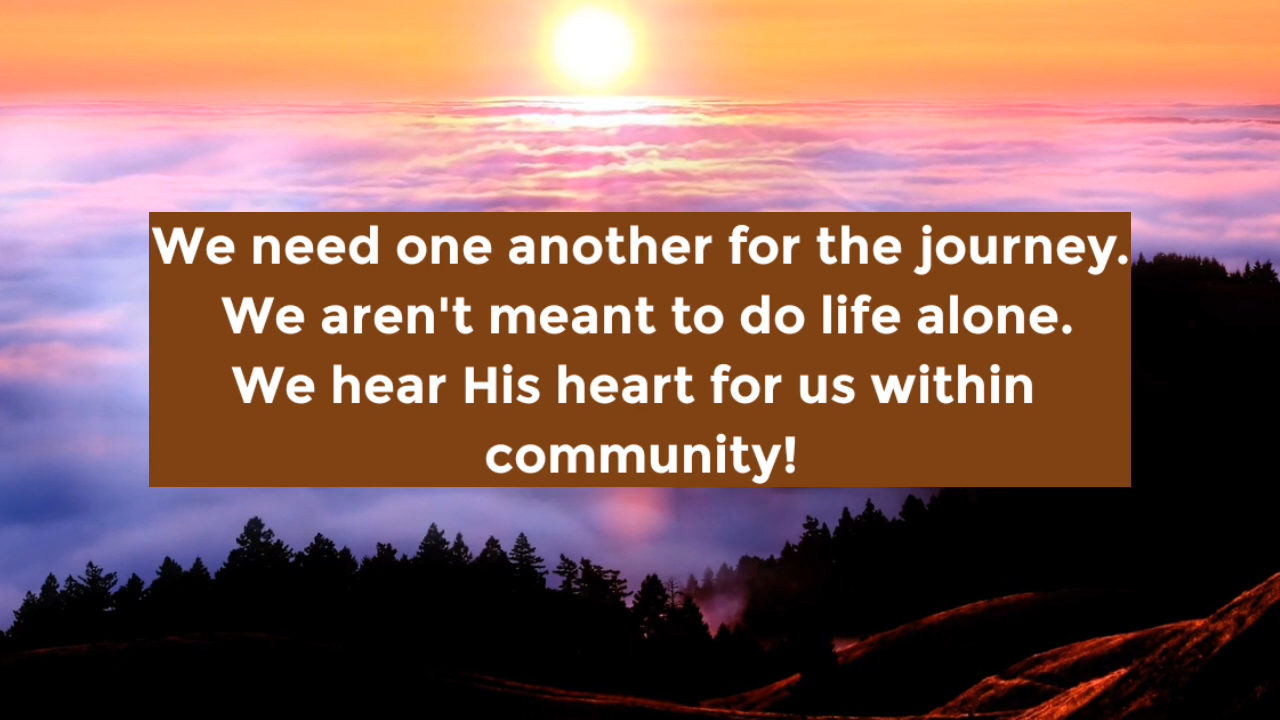 We need one another for the journey.
We aren't meant to do life alone.
We hear His heart for us within
community!